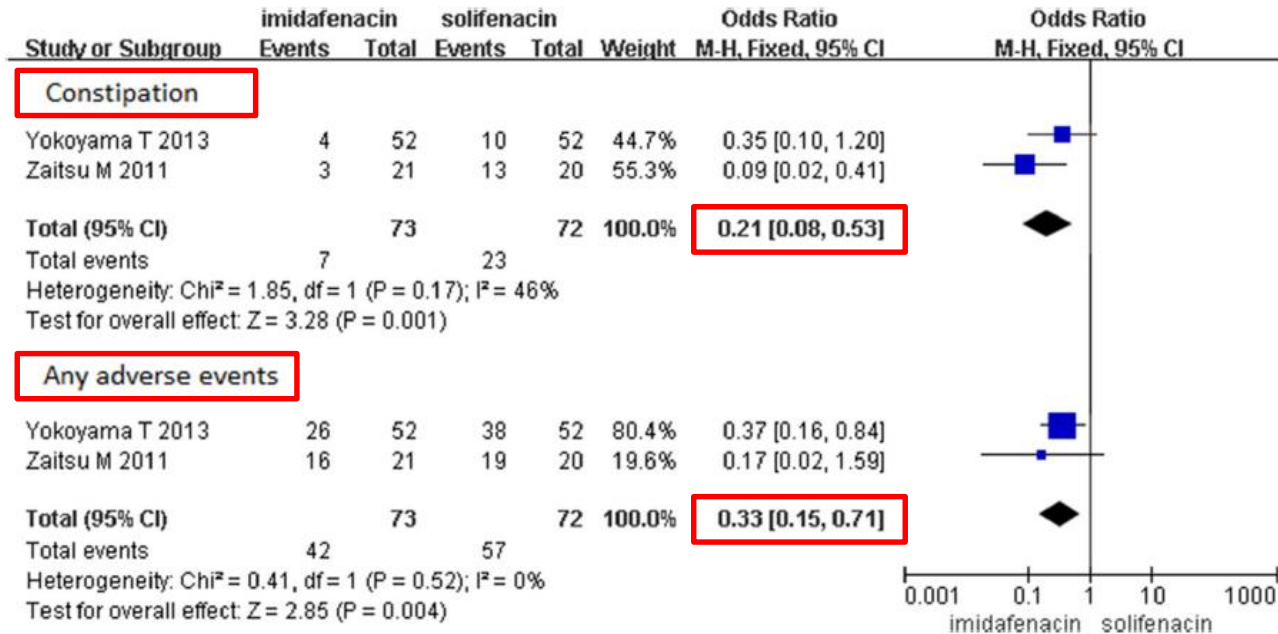 imidafenacin solifenacin Odds Ratio Odds Ratio
Study or Subgroup Events Total Events Total Weight M-H, Fixed, 95% CI M-H, Fixed, 95% CI
Constipation
Yokoyama T 2013 4 52 10 52 44.7% 0.35 [0.10, 1.20]
Zaitsu M 2011 3 21 13 20 55.3% 0.09 [0.02, 0.41]
Total (95% CI) 73 72 100.0% 0.21 [0.08, 0.53]
Total events 7 23
Heterogeneity: Chi² = 1.85, df = 1 (P = 0.17); I² = 46%
Test for overall effect: Z = 3.28 (P = 0.001)
Any adverse events
Yokoyama T 2013 26 52 38 52 80.4% 0.37 [0.16, 0.84]
Zaitsu M 2011 16 21 19 20 19.6% 0.17 [0.02, 1.59]
Total (95% CI) 73 72 100.0% 0.33 [0.15, 0.71]
Total events 42 57
Heterogeneity: Chi² = 0.41, df = 1 (P = 0.52); I² = 0%
Test for overall effect: Z = 2.85 (P = 0.004)
0.001 0.1 1 10 1000
imidafenacin solifenacin